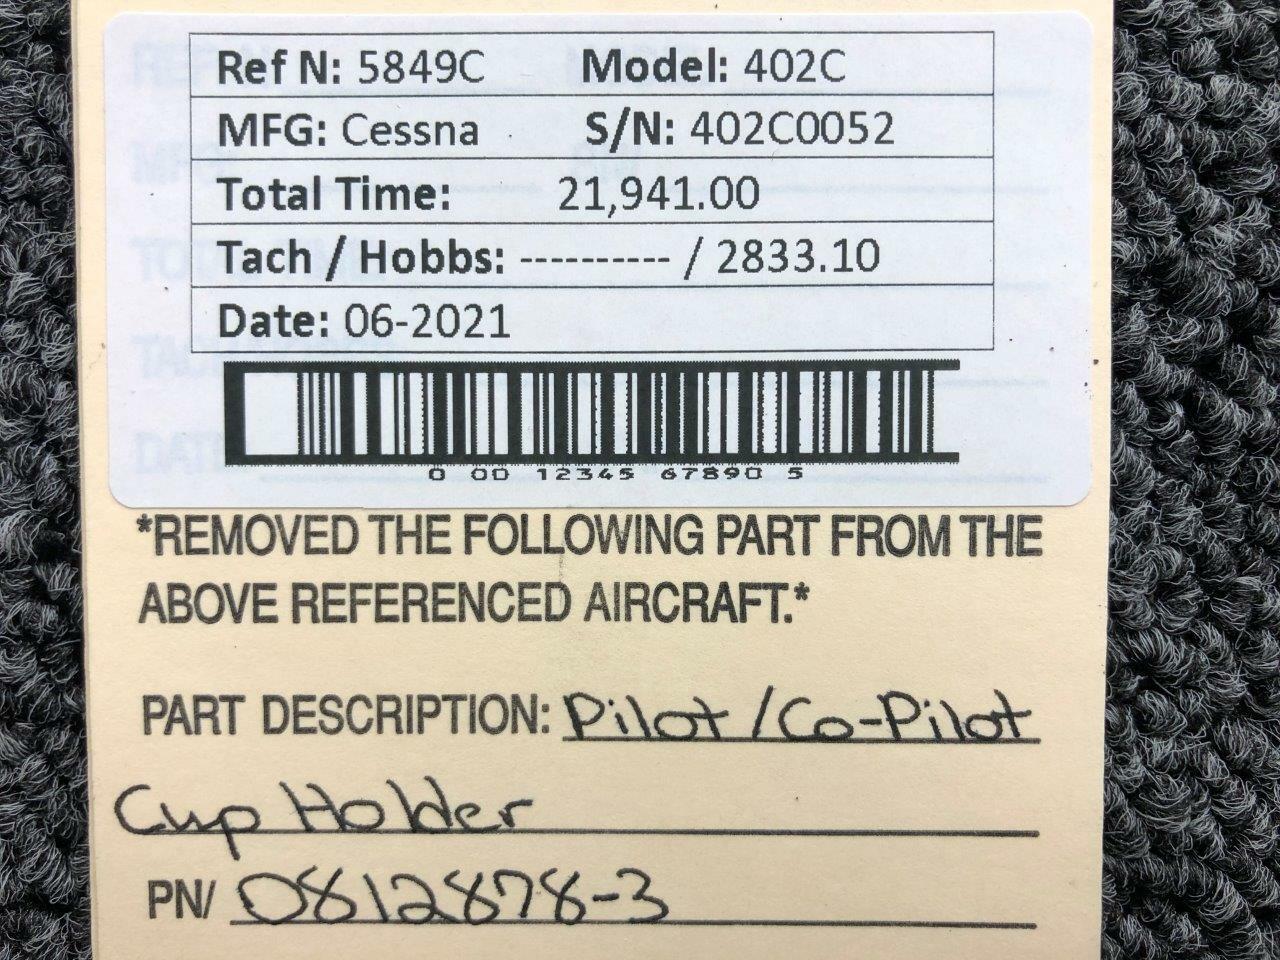 Ref N: 5849C Model: 402C
MFG: Cessna S/N: 402C0052
Total Time: 21,941.00
Tach / Hobbs: ---------- / 2833.10
Date: 06-2021
0 00 12345 67890 5
*REMOVED THE FOLLOWING PART FROM THE
ABOVE REFERENCED AIRCRAFT.*
PART DESCRIPTION: Pilot/Co-Pilot
Cup Holder
PN/ 0812878-3